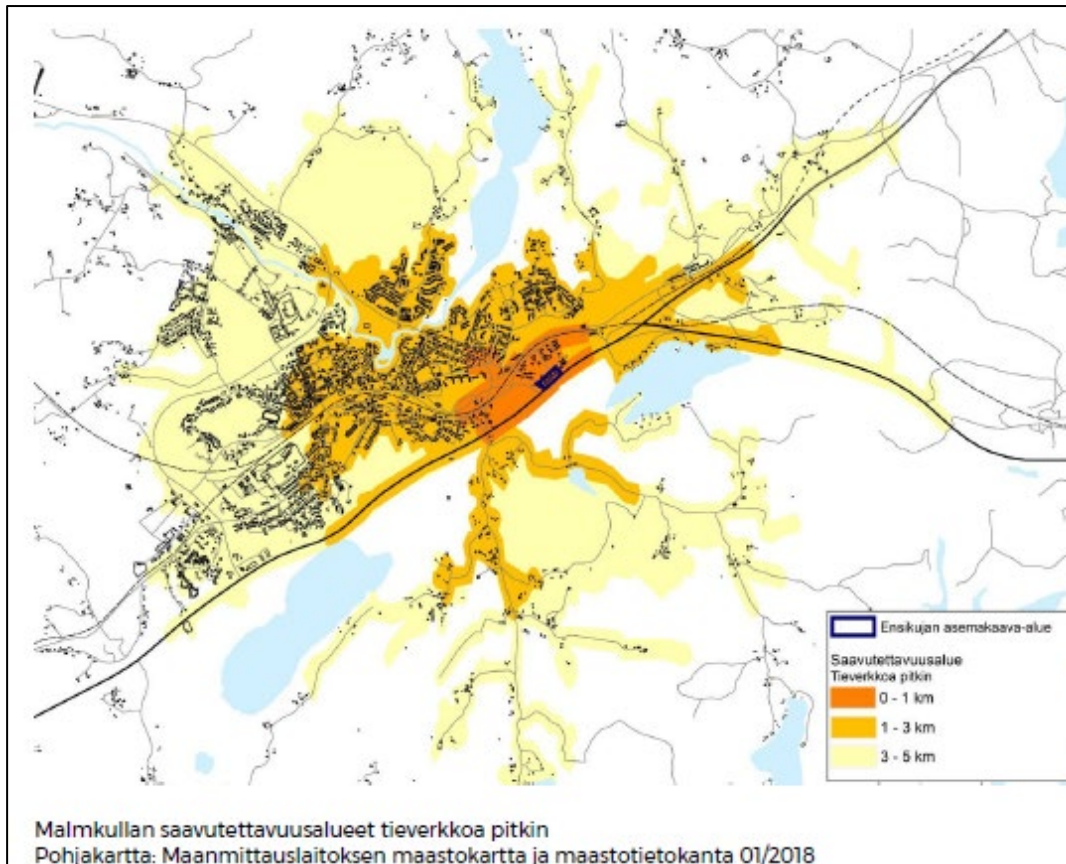 Ensikujan asemakaava-alue
Saavutettavuusalue
Tieverkkoa pitkin
0 - 1 km
1 - 3 km
3 - 5 km
Malmkullan saavutettavuusalueet tieverkkoa pitkin
Pohjakartta: Maanmittauslaitoksen maastokartta ja maastotietokanta 01/2018